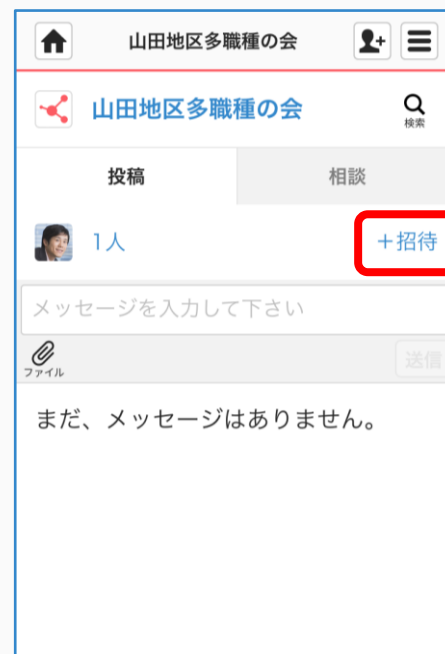 山田地区多職種の会
山田地区多職種の会
検索
投稿 相談
1人 +招待
メッセージを入力して下さい
ファイル 送信
まだ、メッセージはありません。